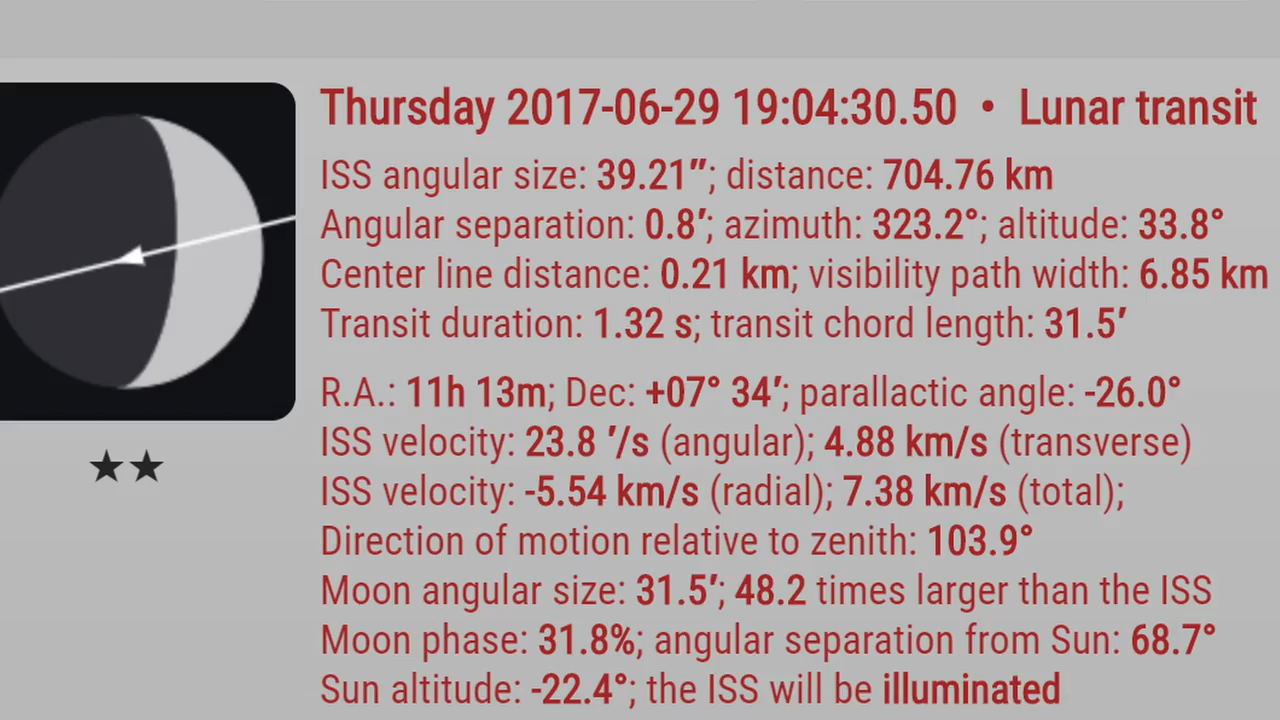 Thursday 2017-06-29 19:04:30.50 • Lunar transit
ISS angular size: 39.21″; distance: 704.76 km
Angular separation: 0.8′; azimuth: 323.2°; altitude: 33.8°
Center line distance: 0.21 km; visibility path width: 6.85 km
Transit duration: 1.32 s; transit chord length: 31.5′
R.A.: 11h 13m; Dec: +07° 34′; parallactic angle: -26.0°
ISS velocity: 23.8 ′/s (angular); 4.88 km/s (transverse)
ISS velocity: -5.54 km/s (radial); 7.38 km/s (total);
Direction of motion relative to zenith: 103.9°
Moon angular size: 31.5′; 48.2 times larger than the ISS
Moon phase: 31.8%; angular separation from Sun: 68.7°
Sun altitude: -22.4°; the ISS will be illuminated